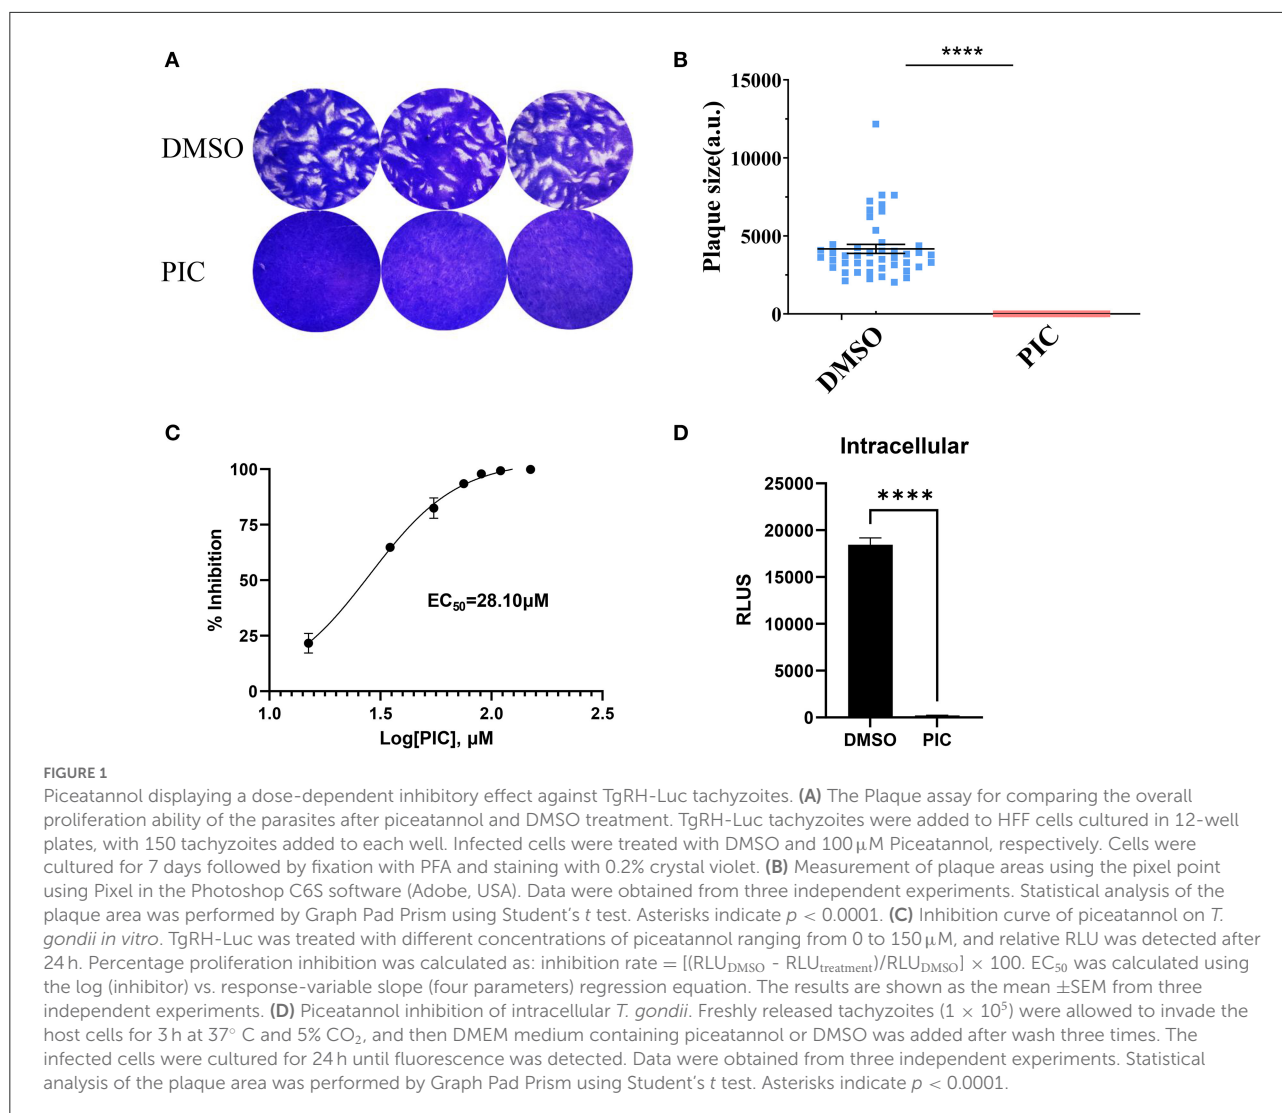 A
DMSO
PIC
B
****
Plaque size(a.u.)
15000
10000
5000
0
DMSO
PIC
C
% Inhibition
100
75
50
25
0
1.0 1.5 2.0 2.5
EC50=28.10µM
Log[PIC], µM
D
Intracellular
****
RLUS
25000
20000
15000
10000
5000
0
DMSO PIC
FIGURE 1
Piceatannol displaying a dose-dependent inhibitory effect against TgRH-Luc tachyzoites. (A) The Plaque assay for comparing the overall
proliferation ability of the parasites after piceatannol and DMSO treatment. TgRH-Luc tachyzoites were added to HFF cells cultured in 12-well
plates, with 150 tachyzoites added to each well. Infected cells were treated with DMSO and 100 µM Piceatannol, respectively. Cells were
cultured for 7 days followed by fixation with PFA and staining with 0.2% crystal violet. (B) Measurement of plaque areas using the pixel point
using Pixel in the Photoshop C6S software (Adobe, USA). Data were obtained from three independent experiments. Statistical analysis of the
plaque area was performed by Graph Pad Prism using Student's t test. Asterisks indicate p < 0.0001. (C) Inhibition curve of piceatannol on T.
gondii in vitro. TgRH-Luc was treated with different concentrations of piceatannol ranging from 0 to 150 µM, and relative RLU was detected after
24 h. Percentage proliferation inhibition was calculated as: inhibition rate = [(RLUDMSO - RLUtreatment)/RLUDMSO] × 100. EC50 was calculated using
the log (inhibitor) vs. response-variable slope (four parameters) regression equation. The results are shown as the mean ±SEM from three
independent experiments. (D) Piceatannol inhibition of intracellular T. gondii. Freshly released tachyzoites (1 × 10⁵) were allowed to invade the
host cells for 3 h at 37° C and 5% CO2, and then DMEM medium containing piceatannol or DMSO was added after wash three times. The
infected cells were cultured for 24 h until fluorescence was detected. Data were obtained from three independent experiments. Statistical
analysis of the plaque area was performed by Graph Pad Prism using Student's t test. Asterisks indicate p < 0.0001.